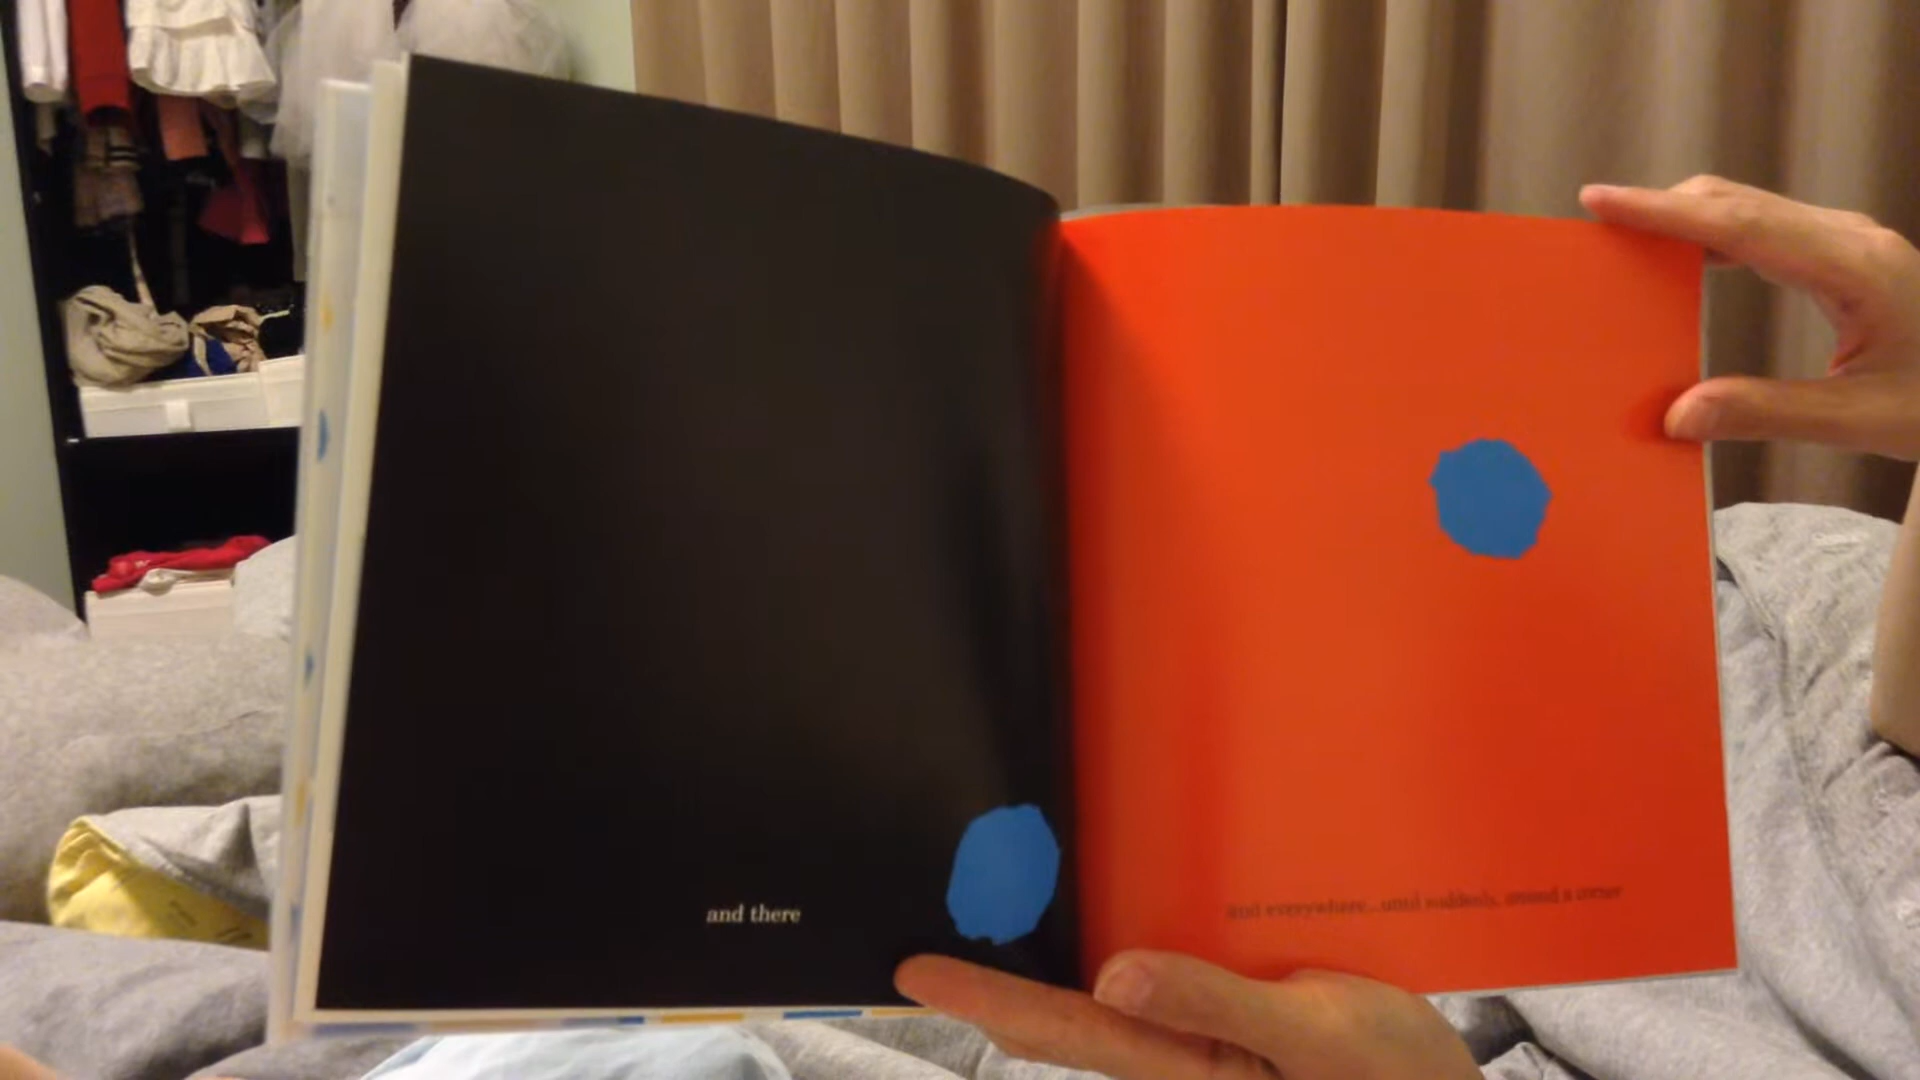 and there
and everywhere...until suddenly, around a corner